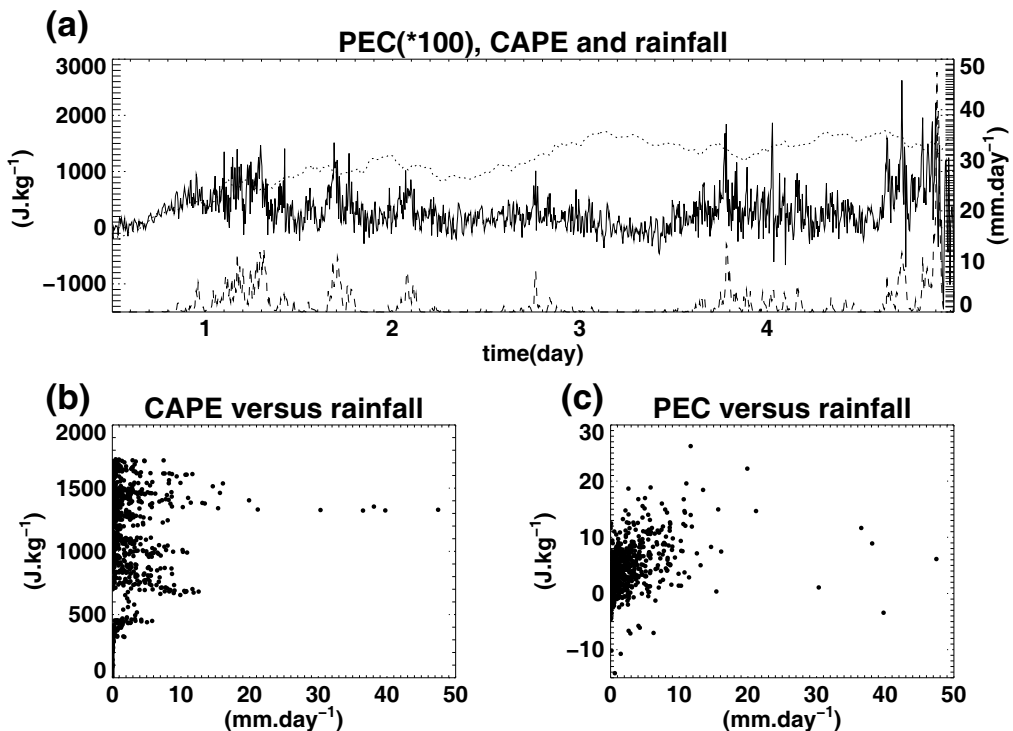 (a)
PEC(*100), CAPE and rainfall
3000
2000
1000
0
−1000
(J.kg⁻¹)
50
40
30
20
10
0
(mm.day⁻¹)
1 2 3 4
time(day)
(b)
CAPE versus rainfall
2000
1500
1000
500
0
(J.kg⁻¹)
0 10 20 30 40 50
(mm.day⁻¹)
(c)
PEC versus rainfall
30
20
10
0
−10
(J.kg⁻¹)
0 10 20 30 40 50
(mm.day⁻¹)